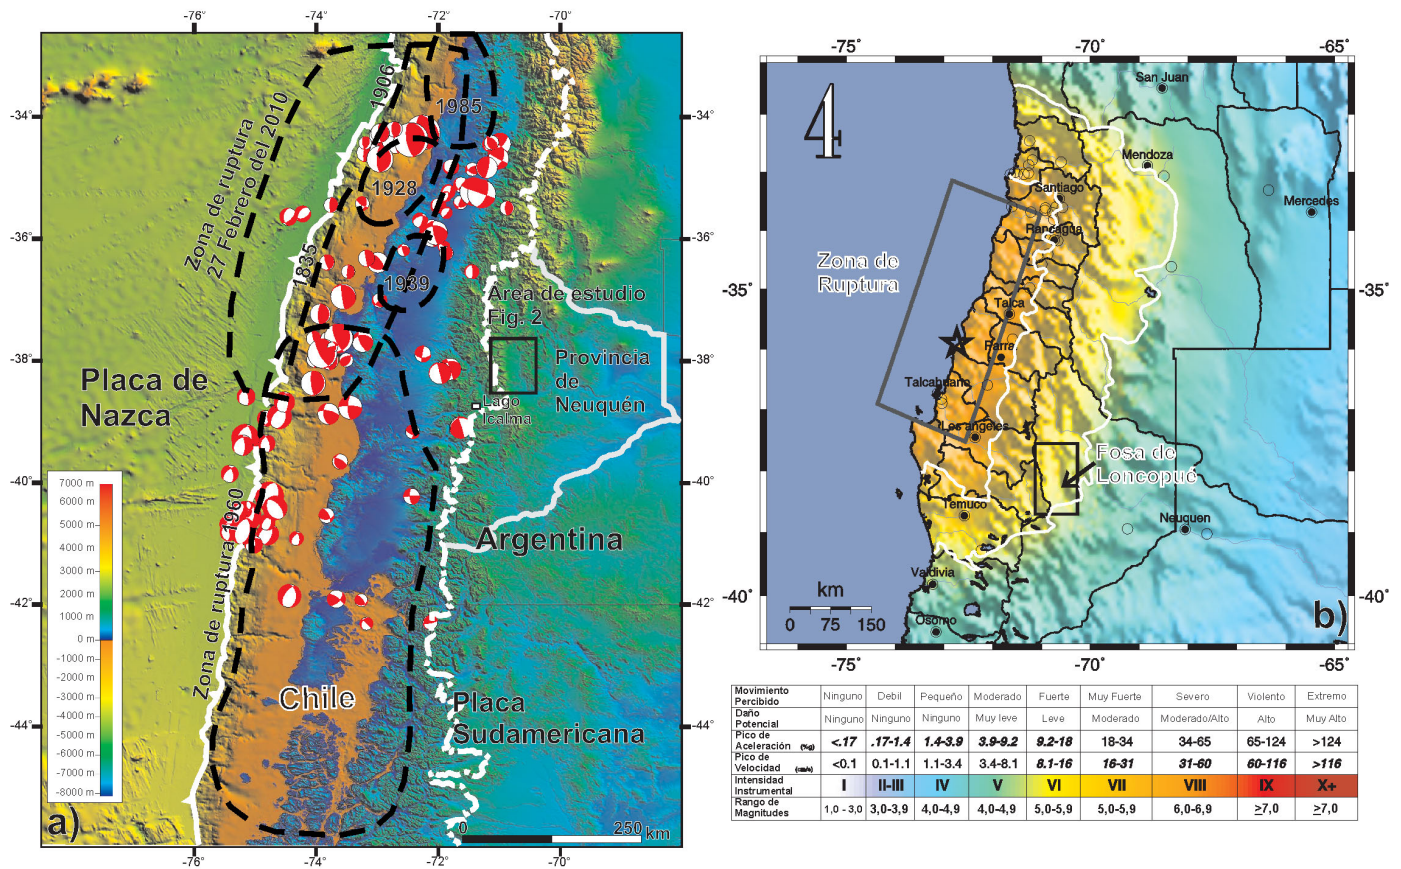 -76°
-74°
-72°
-70°
-34°
-36°
-38°
-40°
-42°
-44°
-34°
-36°
-38°
-40°
-42°
-44°
Zona de ruptura
27 Febrero del 2010
1906
1985
1928
1835
1939
Area de estudio
Fig. 2
Placa de
Nazca
Provincia
de
Neuquén
Lago
Icalma
7000 m
6000 m
5000 m
4000 m
3000 m
2000 m
1000 m
0 m
-1000 m
-2000 m
-3000 m
-4000 m
-5000 m
-6000 m
-7000 m
-8000 m
Zona de ruptura 1960
Argentina
Chile
Placa
Sudamericana
a)
0 250 km
-76°
-74°
-72°
-70°
-75°
-70°
-65°
4
San Juan
Mendoza
Mercedes
Santiago
Rancagua
Zona de
Ruptura
-35°
-35°
Talca
Parra
Talcahuano
Los angeles
Fosa de
Loncopué
Temuco
Neuquen
Valdivia
Osorno
km
0 75 150
-40°
-40°
b)
-75°
-70°
-65°
Movimiento
Percibido
Ninguno Debil Pequeño Moderado Fuerte Muy Fuerte Severo Violento Extremo
Daño
Potencial
Ninguno Ninguno Ninguno Muy leve Leve Moderado Moderado/Alto Alto Muy Alto
Pico de
Aceleración (%g)
<.17 .17-1.4 1.4-3.9 3.9-9.2 9.2-18 18-34 34-65 65-124 >124
Pico de
Velocidad (cm/s)
<0.1 0.1-1.1 1.1-3.4 3.4-8.1 8.1-16 16-31 31-60 60-116 >116
Intensidad
Instrumental
I II-III IV V VI VII VIII IX X+
Rango de
Magnitudes
1,0 - 3,0 3,0-3,9 4,0-4,9 4,0-4,9 5,0-5,9 5,0-5,9 6,0-6,9 ≥7,0 ≥7,0